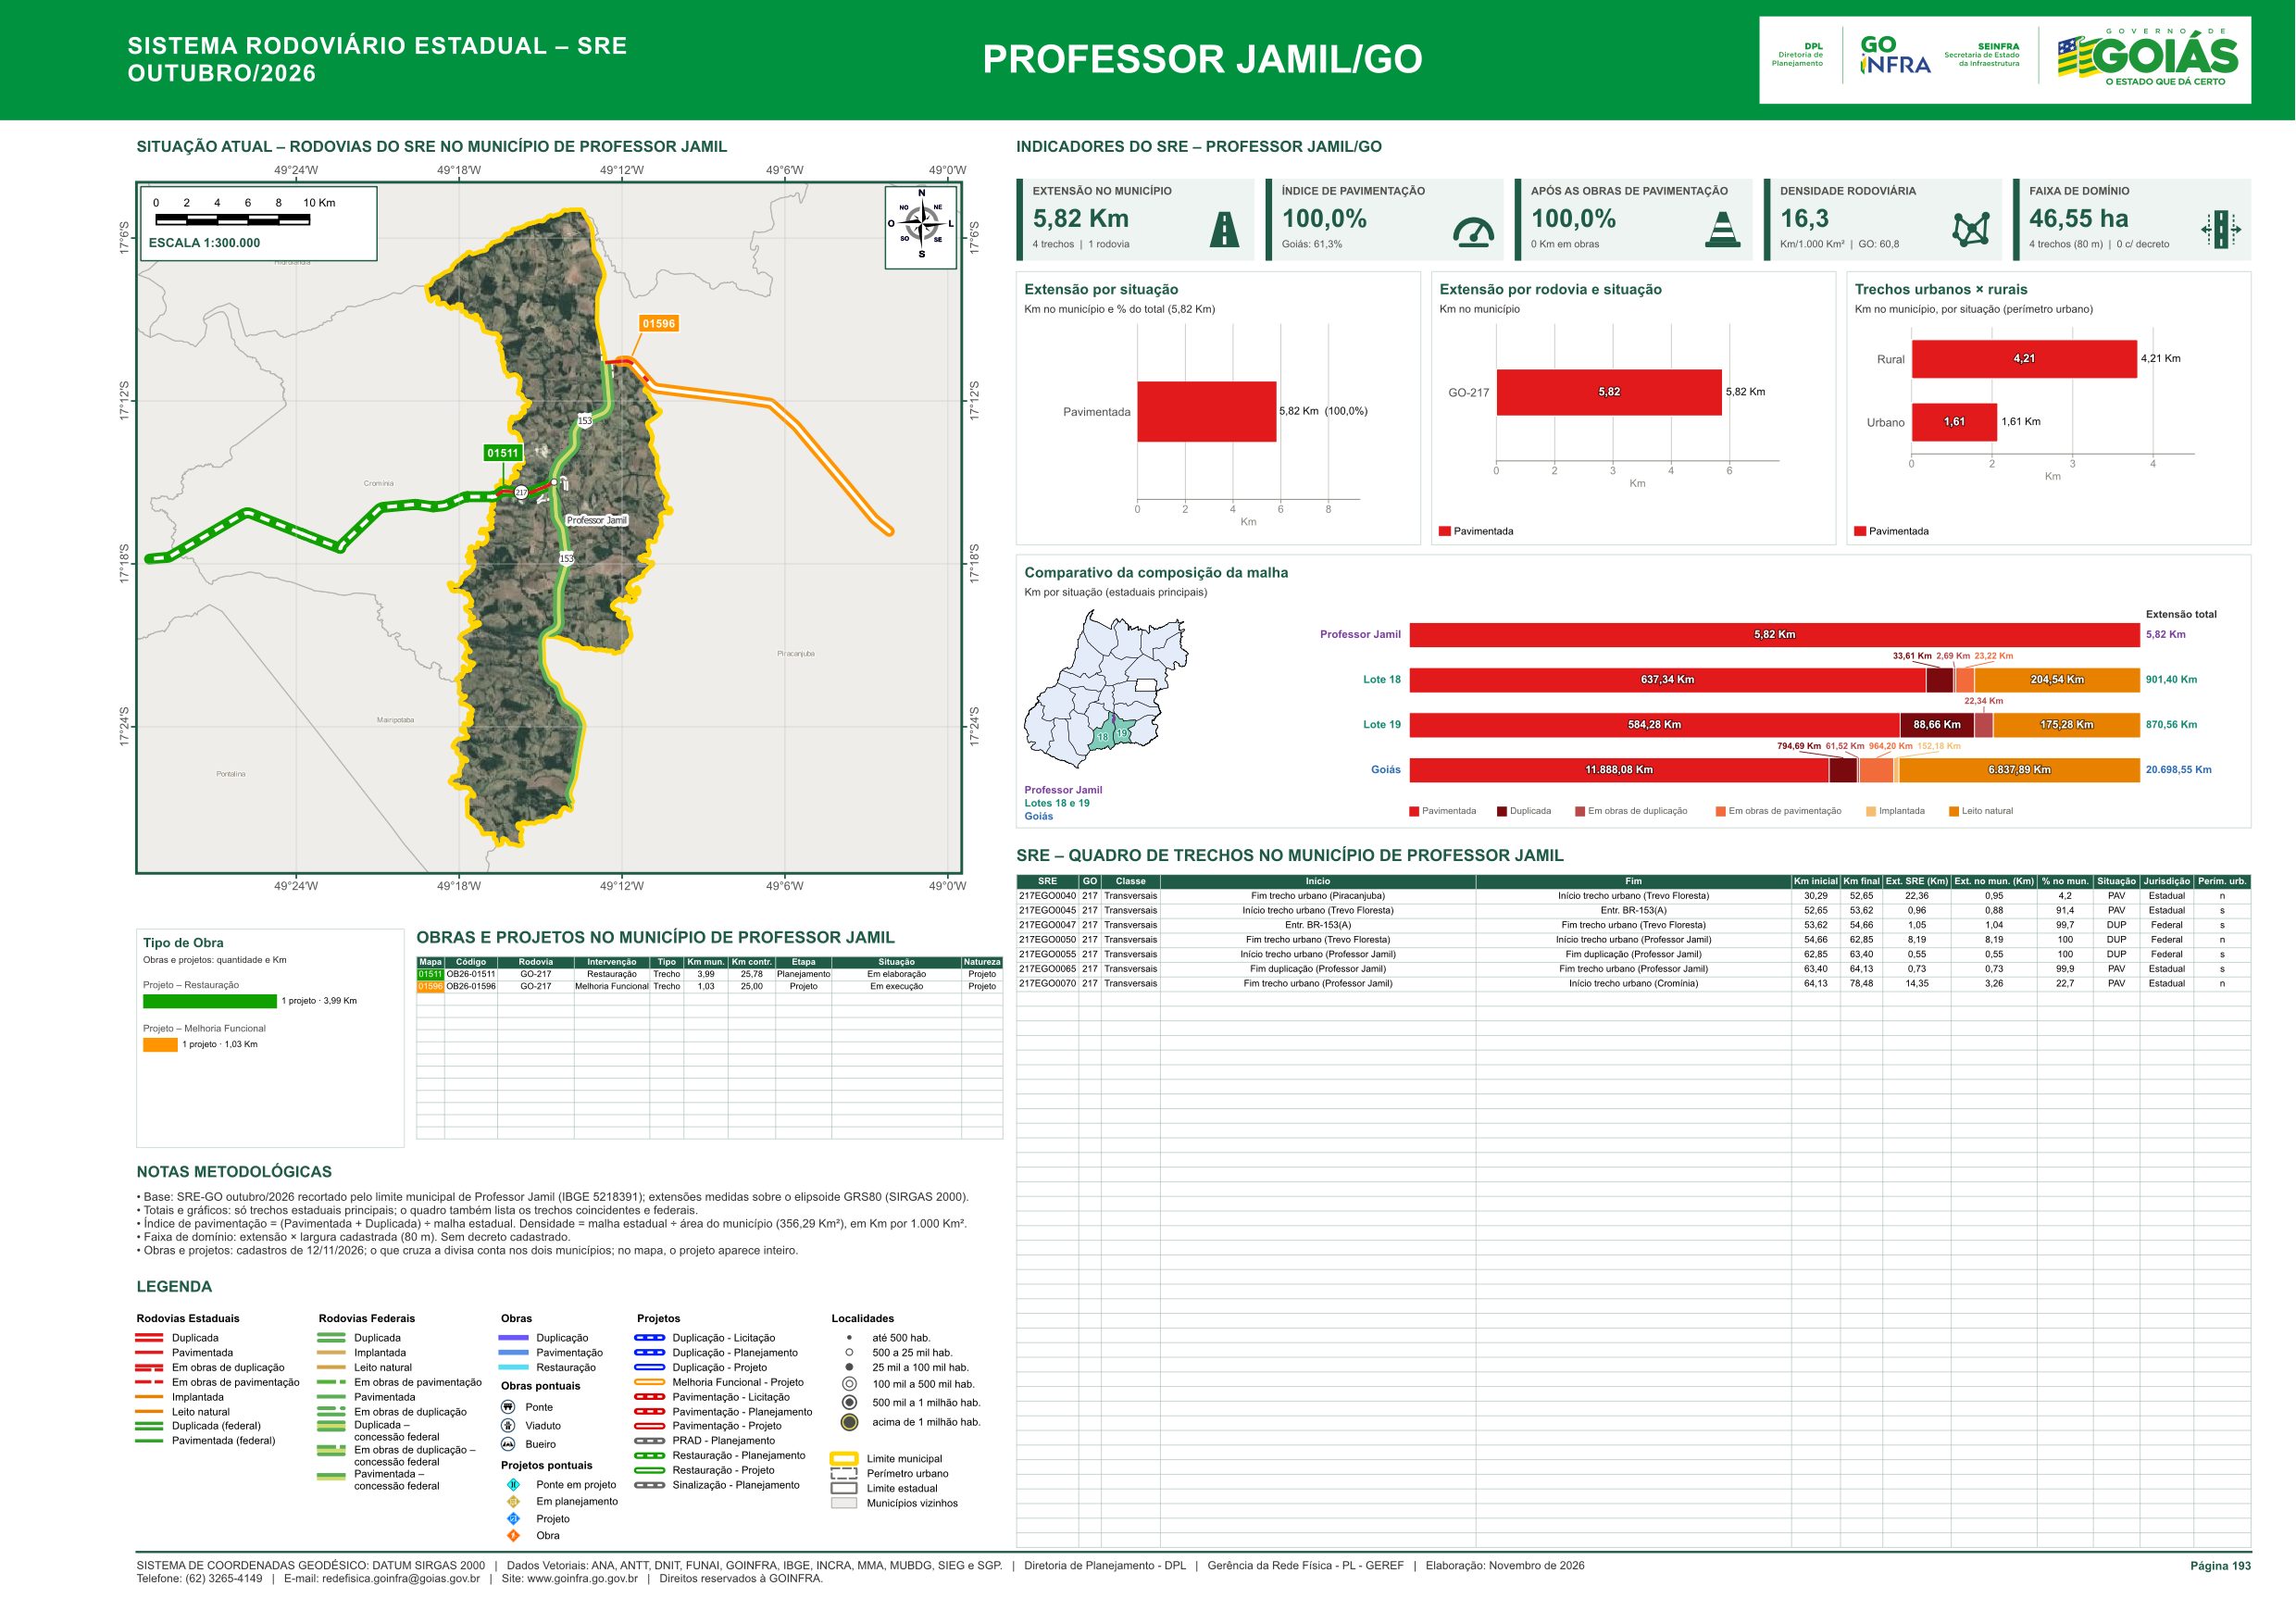 SISTEMA RODOVIÁRIO ESTADUAL – SRE
OUTUBRO/2026
PROFESSOR JAMIL/GO
DPL
Diretoria de
Planejamento
GO
iNFRA
SEINFRA
Secretaria de Estado
da Infraestrutura
GOVERNO DE
GOIÁS
O ESTADO QUE DÁ CERTO
SITUAÇÃO ATUAL – RODOVIAS DO SRE NO MUNICÍPIO DE PROFESSOR JAMIL
49°24'W 49°18'W 49°12'W 49°6'W 49°0'W
0 2 4 6 8 10 Km
ESCALA 1:300.000
N
NO NE
O L
SO SE
S
17°6'S 17°6'S
01596
17°12'S 17°12'S
153
01511
Cromínia
217
Professor Jamil
153
17°18'S 17°18'S
Piracanjuba
Mairipotaba
17°24'S 17°24'S
Pontalina
49°24'W 49°18'W 49°12'W 49°6'W 49°0'W
Tipo de Obra
Obras e projetos: quantidade e Km
Projeto – Restauração
1 projeto · 3,99 Km
Projeto – Melhoria Funcional
1 projeto · 1,03 Km
OBRAS E PROJETOS NO MUNICÍPIO DE PROFESSOR JAMIL
Mapa Código Rodovia Intervenção Tipo Km mun. Km contr. Etapa Situação Natureza
01511 OB26-01511 GO-217 Restauração Trecho 3,99 25,78 Planejamento Em elaboração Projeto
01596 OB26-01596 GO-217 Melhoria Funcional Trecho 1,03 25,00 Projeto Em execução Projeto
NOTAS METODOLÓGICAS
• Base: SRE-GO outubro/2026 recortado pelo limite municipal de Professor Jamil (IBGE 5218391); extensões medidas sobre o elipsoide GRS80 (SIRGAS 2000).
• Totais e gráficos: só trechos estaduais principais; o quadro também lista os trechos coincidentes e federais.
• Índice de pavimentação = (Pavimentada + Duplicada) ÷ malha estadual. Densidade = malha estadual ÷ área do município (356,29 Km²), em Km por 1.000 Km².
• Faixa de domínio: extensão × largura cadastrada (80 m). Sem decreto cadastrado.
• Obras e projetos: cadastros de 12/11/2026; o que cruza a divisa conta nos dois municípios; no mapa, o projeto aparece inteiro.
LEGENDA
Rodovias Estaduais
Duplicada
Pavimentada
Em obras de duplicação
Em obras de pavimentação
Implantada
Leito natural
Duplicada (federal)
Pavimentada (federal)
Rodovias Federais
Duplicada
Implantada
Leito natural
Em obras de pavimentação
Pavimentada
Em obras de duplicação
Duplicada –
concessão federal
Em obras de duplicação –
concessão federal
Pavimentada –
concessão federal
Obras
Duplicação
Pavimentação
Restauração
Obras pontuais
Ponte
Viaduto
Bueiro
Projetos pontuais
Ponte em projeto
Em planejamento
Projeto
Obra
Projetos
Duplicação - Licitação
Duplicação - Planejamento
Duplicação - Projeto
Melhoria Funcional - Projeto
Pavimentação - Licitação
Pavimentação - Planejamento
Pavimentação - Projeto
PRAD - Planejamento
Restauração - Planejamento
Restauração - Projeto
Sinalização - Planejamento
Localidades
até 500 hab.
500 a 25 mil hab.
25 mil a 100 mil hab.
100 mil a 500 mil hab.
500 mil a 1 milhão hab.
acima de 1 milhão hab.
Limite municipal
Perímetro urbano
Limite estadual
Municípios vizinhos
INDICADORES DO SRE – PROFESSOR JAMIL/GO
EXTENSÃO NO MUNICÍPIO
5,82 Km
4 trechos | 1 rodovia
ÍNDICE DE PAVIMENTAÇÃO
100,0%
Goiás: 61,3%
APÓS AS OBRAS DE PAVIMENTAÇÃO
100,0%
0 Km em obras
DENSIDADE RODOVIÁRIA
16,3
Km/1.000 Km² | GO: 60,8
FAIXA DE DOMÍNIO
46,55 ha
4 trechos (80 m) | 0 c/ decreto
Extensão por situação
Km no município e % do total (5,82 Km)
Pavimentada 5,82 Km (100,0%)
0 2 4 6 8
Km
Extensão por rodovia e situação
Km no município
GO-217 5,82 5,82 Km
0 2 4 6
Km
Pavimentada
Trechos urbanos × rurais
Km no município, por situação (perímetro urbano)
Rural 4,21 4,21 Km
Urbano 1,61 1,61 Km
0 2 3 4
Km
Pavimentada
Comparativo da composição da malha
Km por situação (estaduais principais)
18 19
Professor Jamil
Lotes 18 e 19
Goiás
Extensão total
Professor Jamil 5,82 Km 5,82 Km
33,61 Km 2,69 Km 23,22 Km
Lote 18 637,34 Km 204,54 Km 901,40 Km
22,34 Km
Lote 19 584,28 Km 88,66 Km 175,28 Km 870,56 Km
794,69 Km 61,52 Km 964,20 Km 152,18 Km
Goiás 11.888,08 Km 6.837,89 Km 20.698,55 Km
Pavimentada Duplicada Em obras de duplicação Em obras de pavimentação Implantada Leito natural
SRE – QUADRO DE TRECHOS NO MUNICÍPIO DE PROFESSOR JAMIL
SRE GO Classe Início Fim Km inicial Km final Ext. SRE (Km) Ext. no mun. (Km) % no mun. Situação Jurisdição Perím. urb.
217EGO0040 217 Transversais Fim trecho urbano (Piracanjuba) Início trecho urbano (Trevo Floresta) 30,29 52,65 22,36 0,95 4,2 PAV Estadual n
217EGO0045 217 Transversais Início trecho urbano (Trevo Floresta) Entr. BR-153(A) 52,65 53,62 0,96 0,88 91,4 PAV Estadual s
217EGO0047 217 Transversais Entr. BR-153(A) Fim trecho urbano (Trevo Floresta) 53,62 54,66 1,05 1,04 99,7 DUP Federal s
217EGO0050 217 Transversais Fim trecho urbano (Trevo Floresta) Início trecho urbano (Professor Jamil) 54,66 62,85 8,19 8,19 100 DUP Federal n
217EGO0055 217 Transversais Início trecho urbano (Professor Jamil) Fim duplicação (Professor Jamil) 62,85 63,40 0,55 0,55 100 DUP Federal s
217EGO0065 217 Transversais Fim duplicação (Professor Jamil) Fim trecho urbano (Professor Jamil) 63,40 64,13 0,73 0,73 99,9 PAV Estadual s
217EGO0070 217 Transversais Fim trecho urbano (Professor Jamil) Início trecho urbano (Cromínia) 64,13 78,48 14,35 3,26 22,7 PAV Estadual n
SISTEMA DE COORDENADAS GEODÉSICO: DATUM SIRGAS 2000 | Dados Vetoriais: ANA, ANTT, DNIT, FUNAI, GOINFRA, IBGE, INCRA, MMA, MUBDG, SIEG e SGP. | Diretoria de Planejamento - DPL | Gerência da Rede Física - PL - GEREF | Elaboração: Novembro de 2026
Página 193
Telefone: (62) 3265-4149 | E-mail: redefisica.goinfra@goias.gov.br | Site: www.goinfra.go.gov.br | Direitos reservados à GOINFRA.